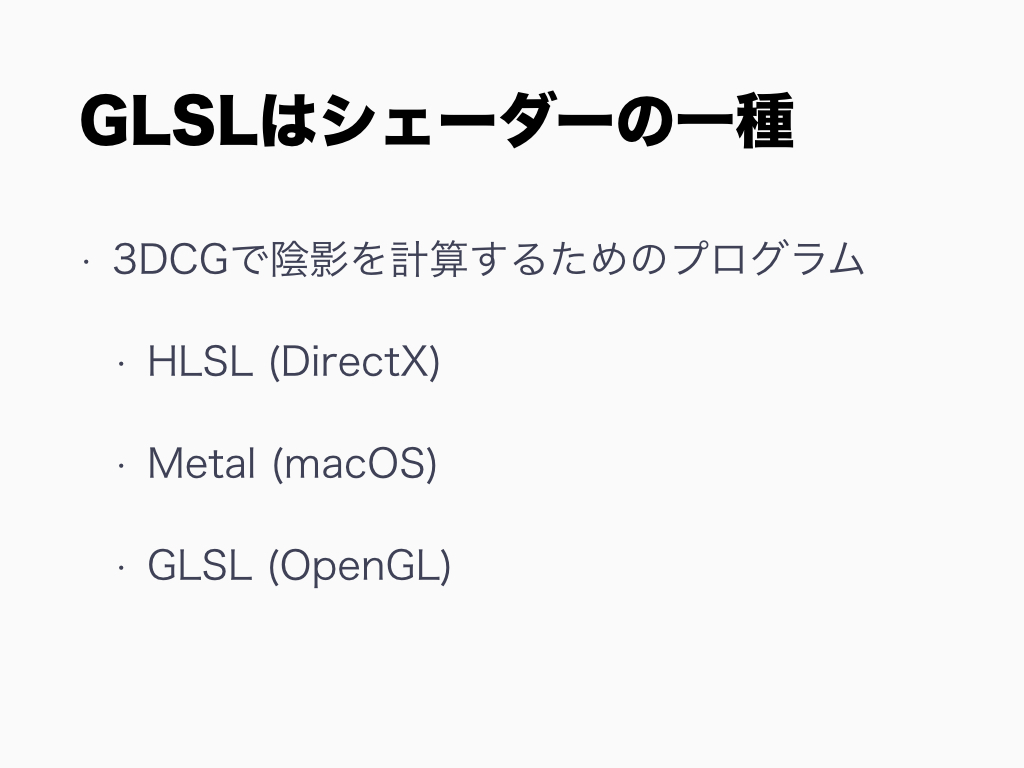 GLSLはシェーダーの一種
· 3DCGで陰影を計算するためのプログラム
· HLSL (DirectX)
· Metal (macOS)
· GLSL (OpenGL)